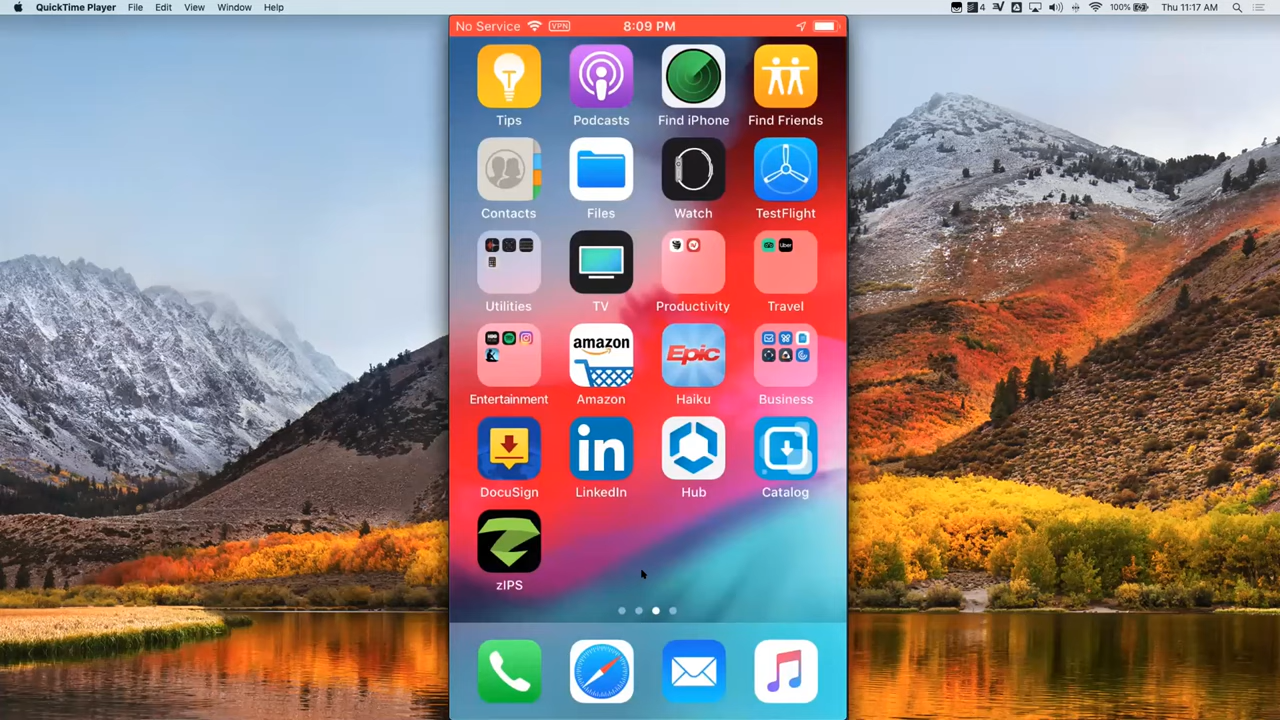 QuickTime Player File Edit View Window Help
4
100%
Thu 11:17 AM
No Service VPN 8:09 PM
Tips Podcasts Find iPhone Find Friends
Contacts Files Watch TestFlight
Uber
Utilities TV Productivity Travel
amazon Epic
Entertainment Amazon Haiku Business
in
DocuSign LinkedIn Hub Catalog
zIPS